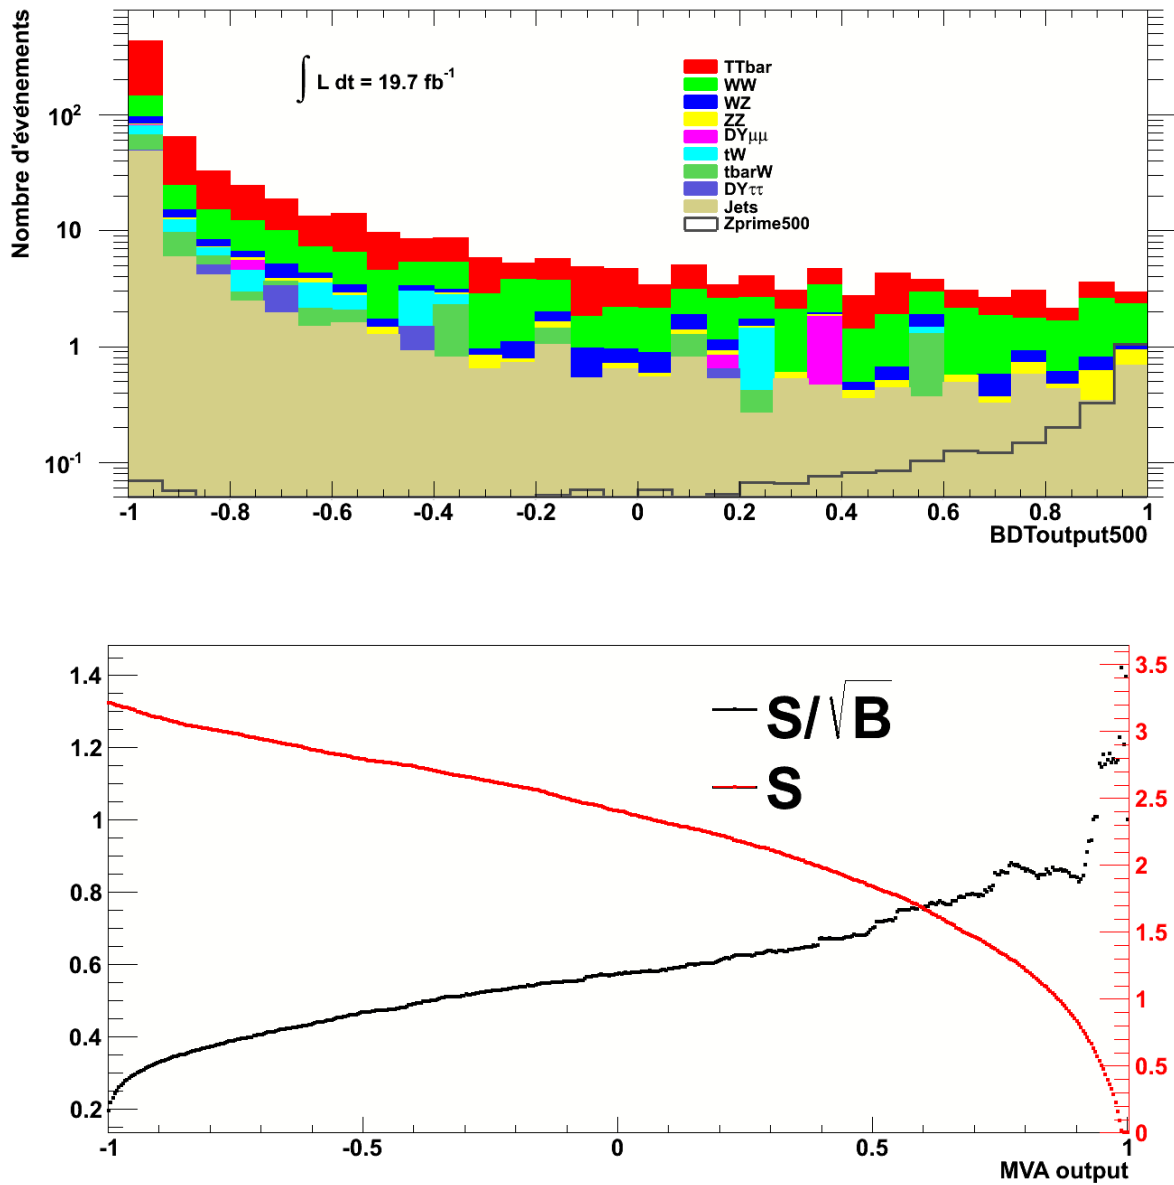 Nombre d'événements
∫ L dt = 19.7 fb⁻¹
TTbar
WW
WZ
ZZ
DYμμ
tW
tbarW
DYττ
Jets
Zprime500
10²
10
1
10⁻¹
-1 -0.8 -0.6 -0.4 -0.2 0 0.2 0.4 0.6 0.8 1
BDToutput500
S/√B
S
1.4
1.2
1
0.8
0.6
0.4
0.2
3.5
3
2.5
2
1.5
1
0.5
0
-1 -0.5 0 0.5 1
MVA output